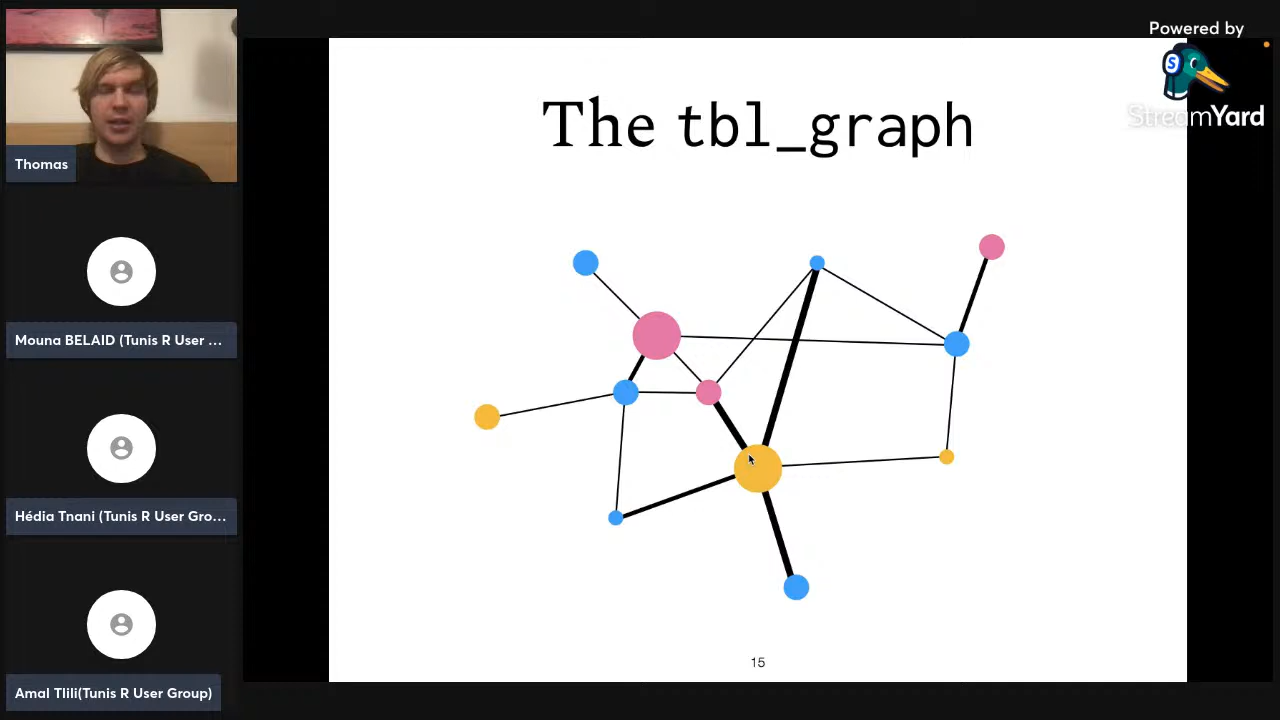 Powered by
S
StreamYard
Thomas
The tbl_graph
Mouna BELAID (Tunis R User ...
Hédia Tnani (Tunis R User Gro...
Amal Tlili(Tunis R User Group)
15